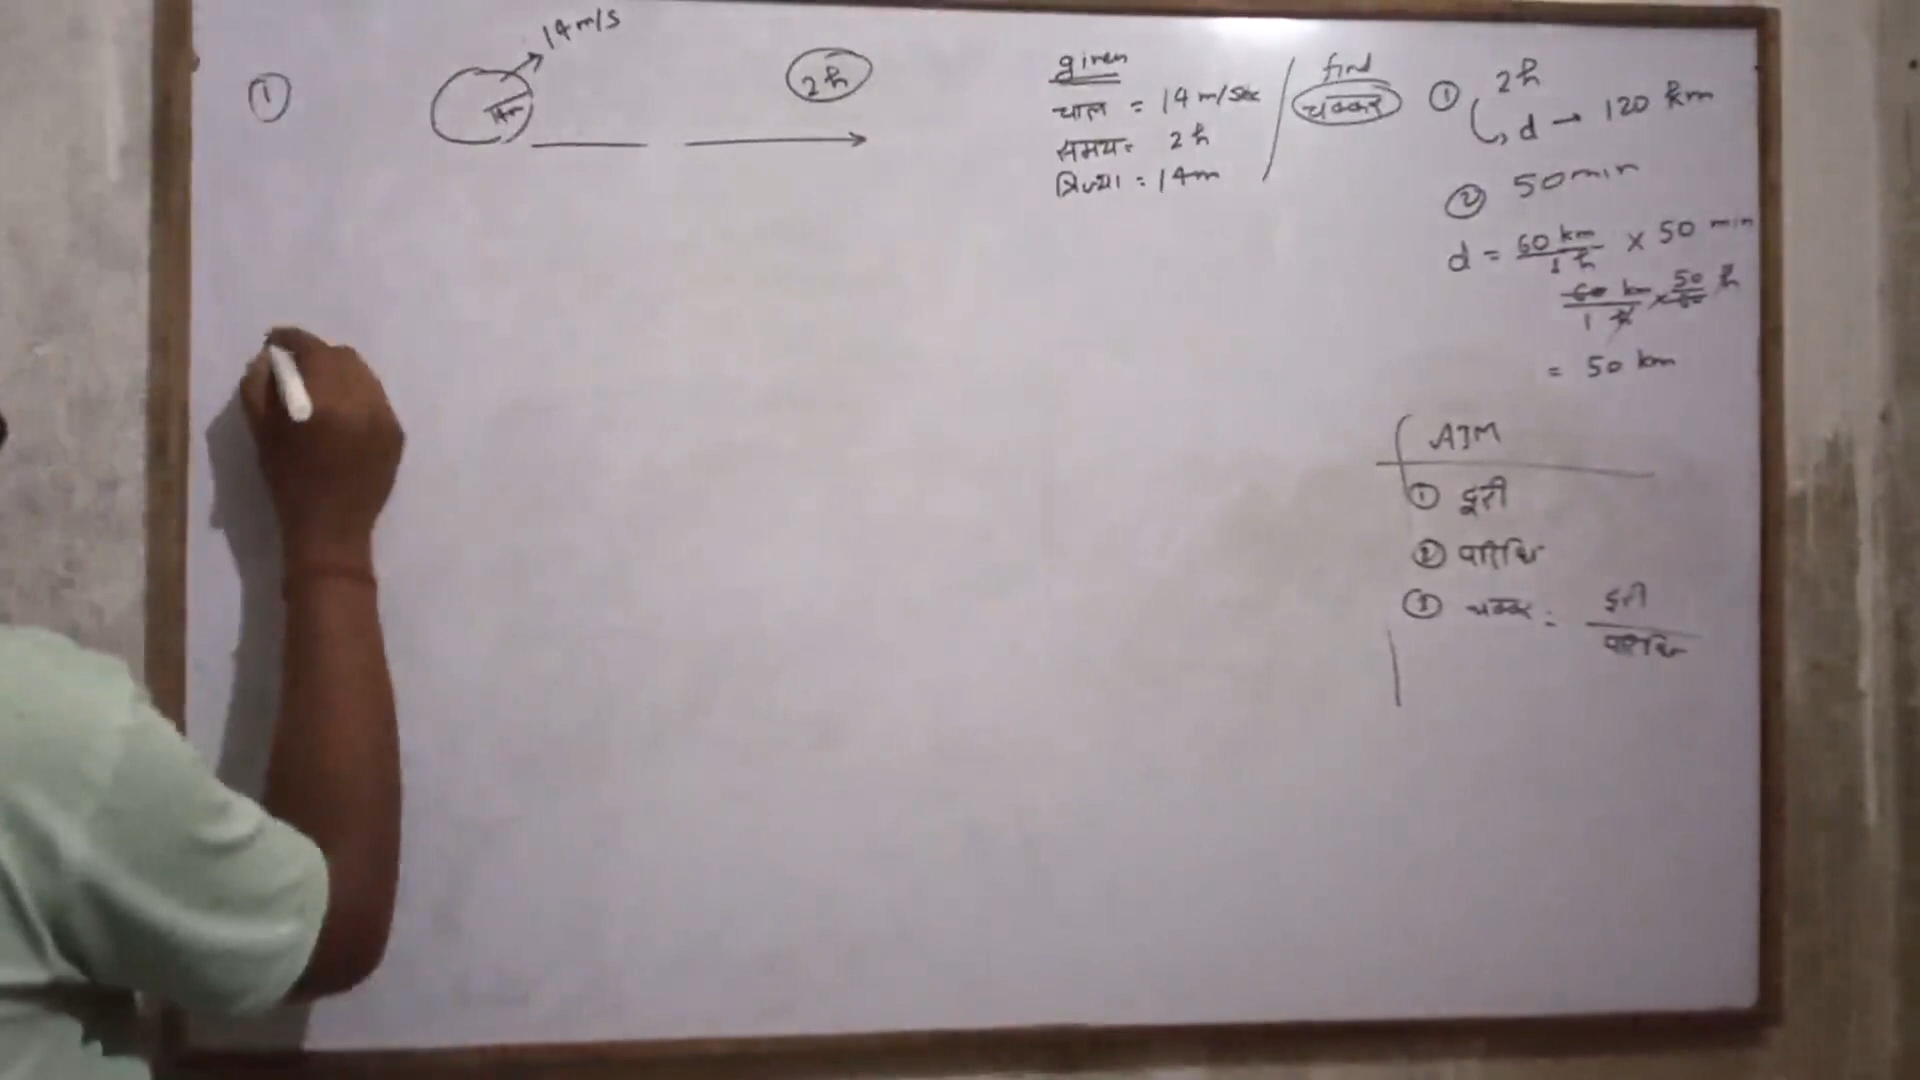 ①
14 m/s
14m
2h
given
चाल = 14 m/sec
समय = 2 h
त्रिज्या = 14m
find
चक्कर
① 2h
d → 120 km
② 50 min
d = 60 km / 1 h × 50 min
60 km / 1 h × 50 / 60 h
= 50 km
AIM
① दूरी
② परिधि
③ चक्कर = दूरी / परिधि